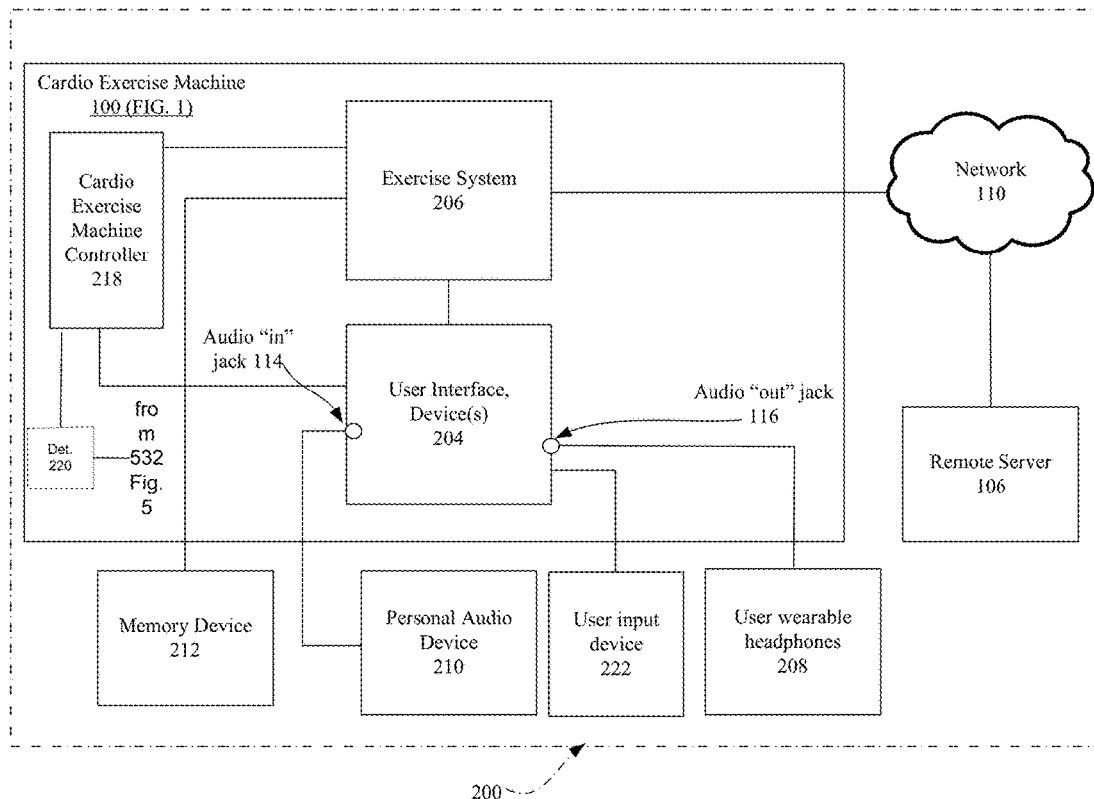 Cardio Exercise Machine
100 (FIG. 1)
Cardio
Exercise
Machine
Controller
218
Exercise System
206
Network
110
Audio “in”
jack 114
User Interface,
Device(s)
204
Audio “out” jack
116
Det.
220
fro
m
532
Fig.
5
Remote Server
106
Memory Device
212
Personal Audio
Device
210
User input
device
222
User wearable
headphones
208
200